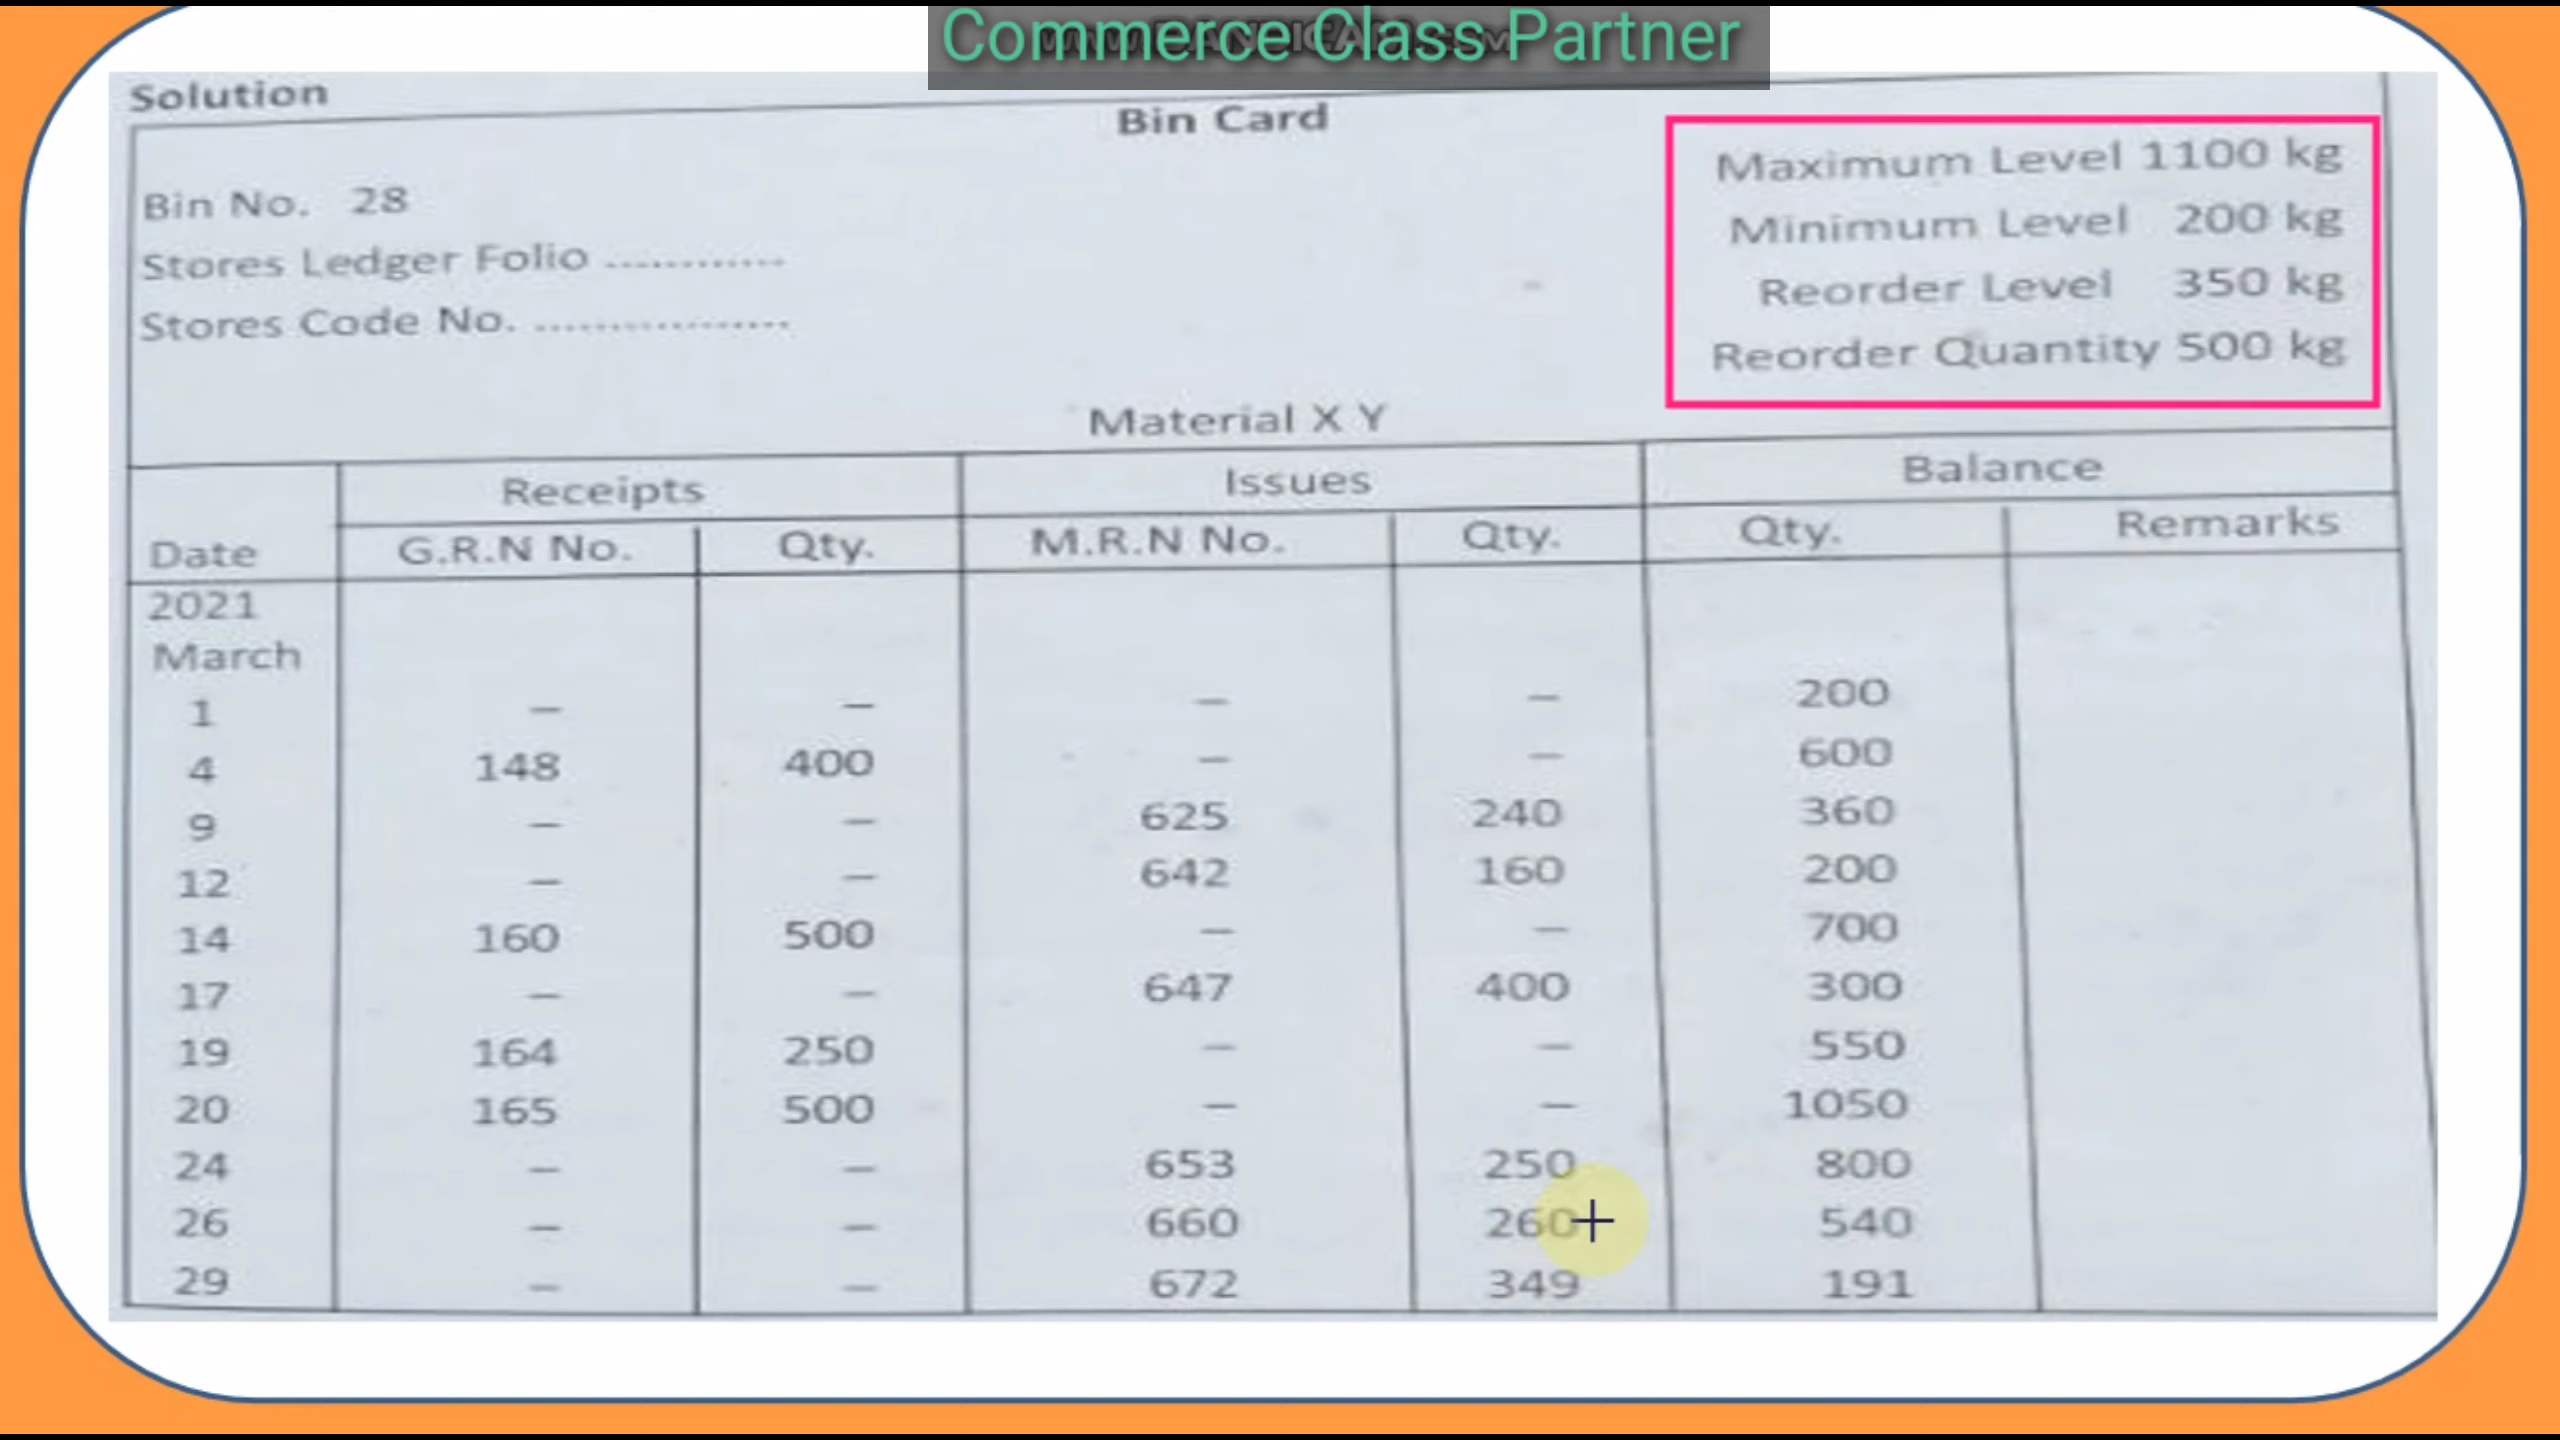 Commerce Class Partner
Solution
Bin Card
Maximum Level 1100 kg
Bin No. 28
Minimum Level 200 kg
Stores Ledger Folio ............
Reorder Level 350 kg
Stores Code No. .................
Reorder Quantity 500 kg
Material X Y
Receipts Issues Balance
Date G.R.N No. Qty. M.R.N No. Qty. Qty. Remarks
2021
March
1 – – – – 200
4 148 400 – – 600
9 – – 625 240 360
12 – – 642 160 200
14 160 500 – – 700
17 – – 647 400 300
19 164 250 – – 550
20 165 500 – – 1050
24 – – 653 250 800
26 – – 660 260 540
29 – – 672 349 191